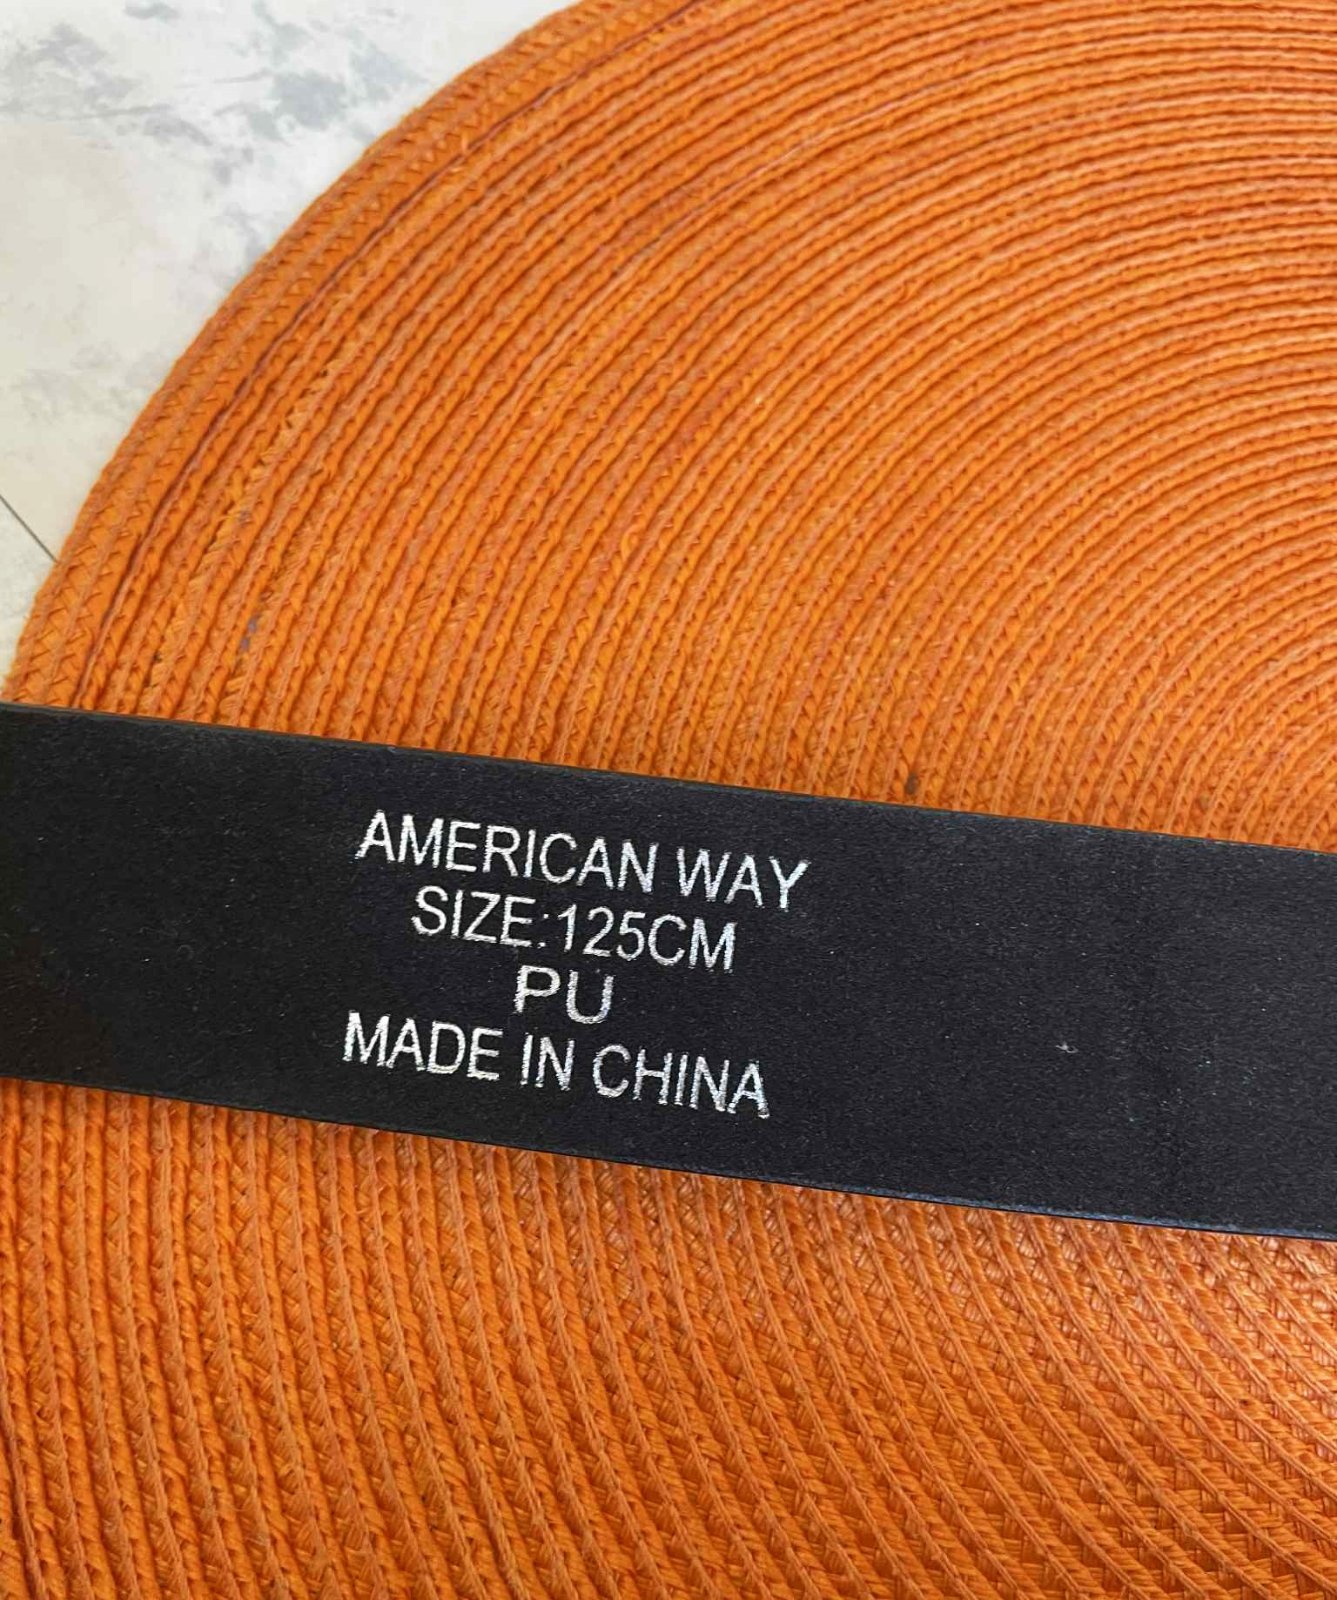 AMERICAN WAY
SIZE:125CM
PU
MADE IN CHINA